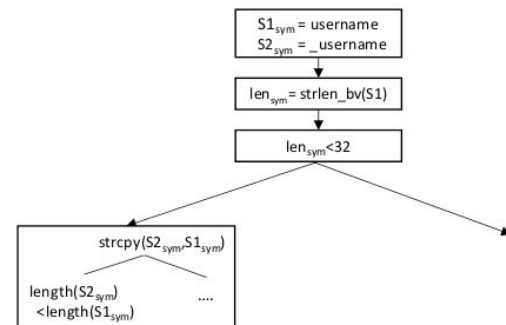 S1sym = username
S2sym = _username
lensym= strlen_bv(S1)
lensym<32
strcpy(S2sym,S1sym)
length(S2sym)
<length(S1sym)
....